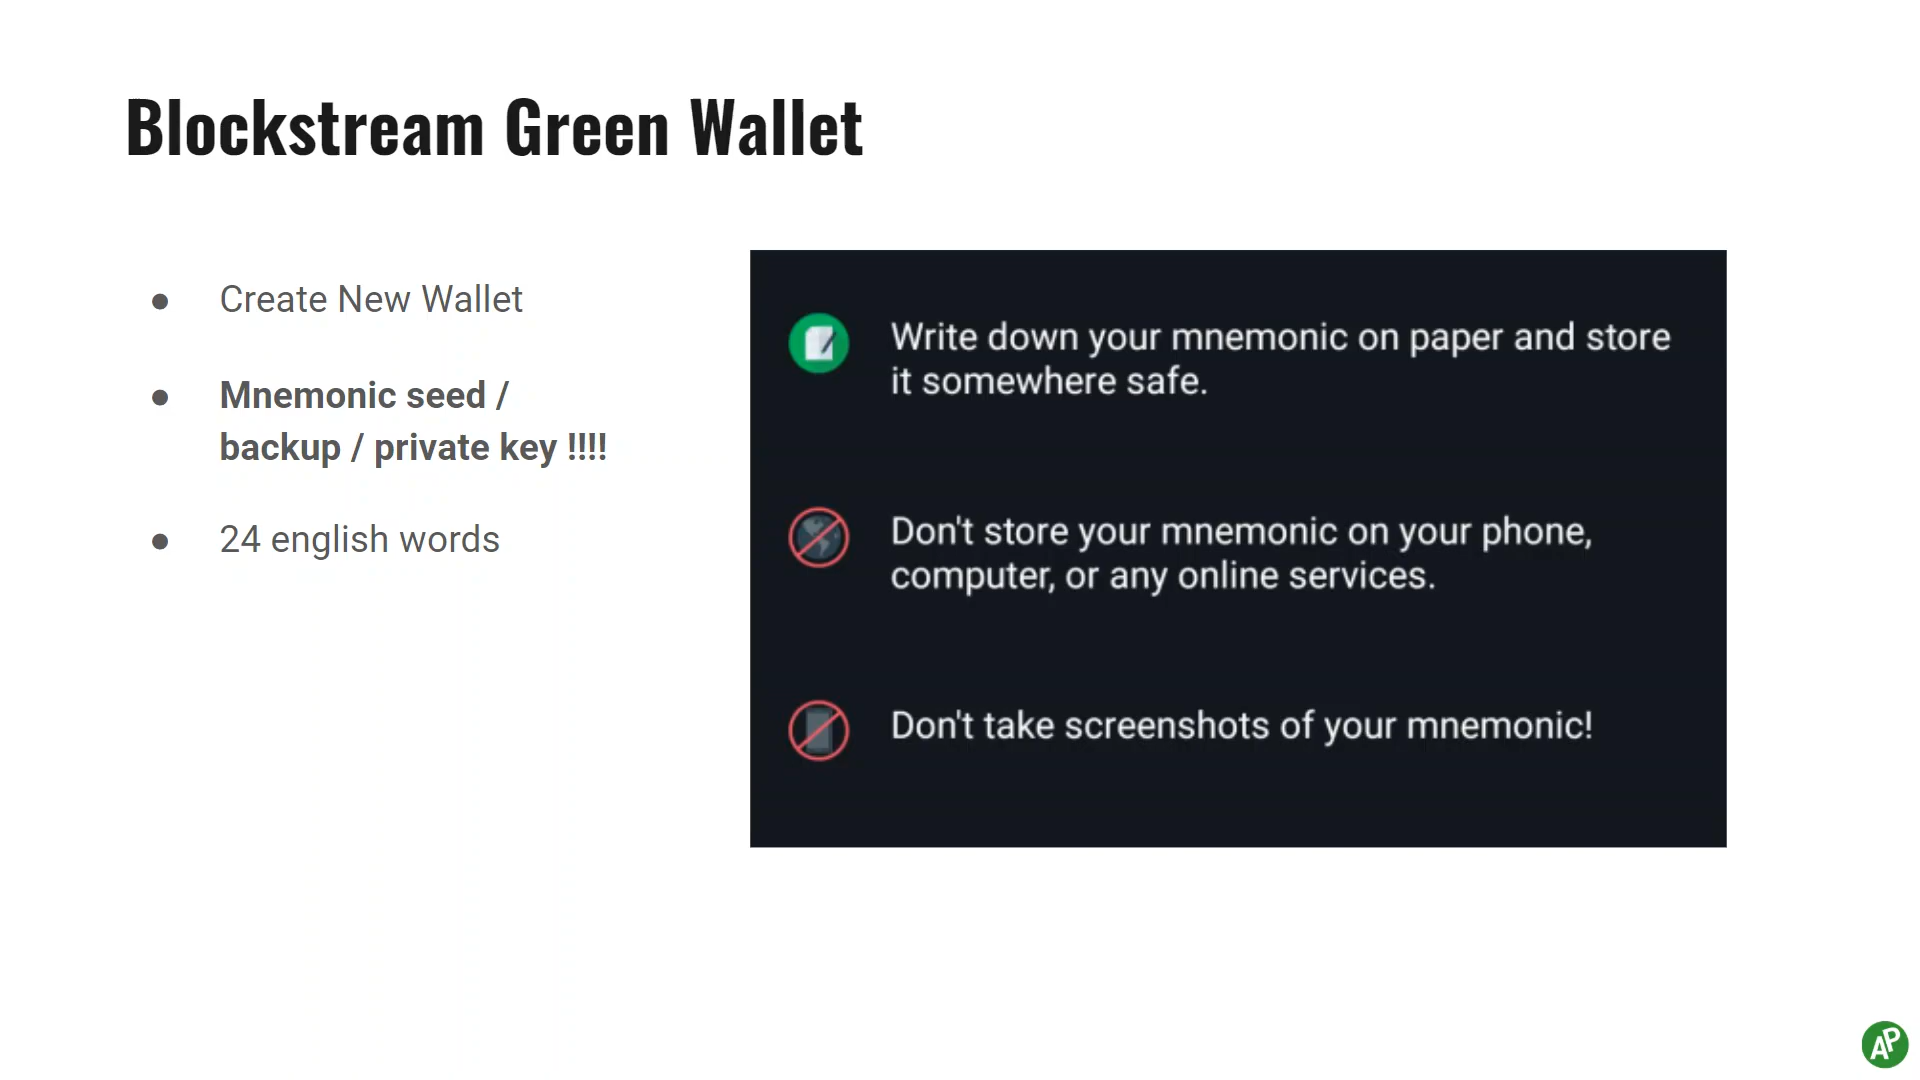 Blockstream Green Wallet
● Create New Wallet
● Mnemonic seed /
backup / private key !!!!
● 24 english words
Write down your mnemonic on paper and store
it somewhere safe.
Don't store your mnemonic on your phone,
computer, or any online services.
Don't take screenshots of your mnemonic!
AP